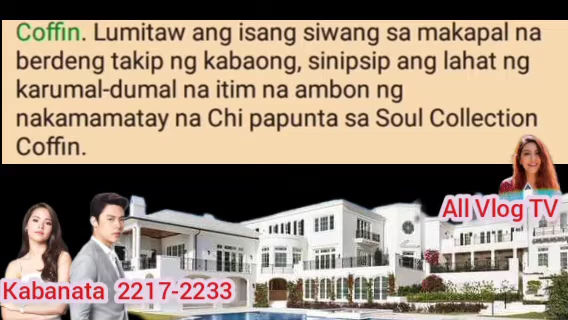 Coffin. Lumitaw ang isang siwang sa makapal na
berdeng takip ng kabaong, sinipsip ang lahat ng
karumal-dumal na itim na ambon ng
nakamamatay na Chi papunta sa Soul Collection
Coffin.
All Vlog TV
Kabanata 2217-2233